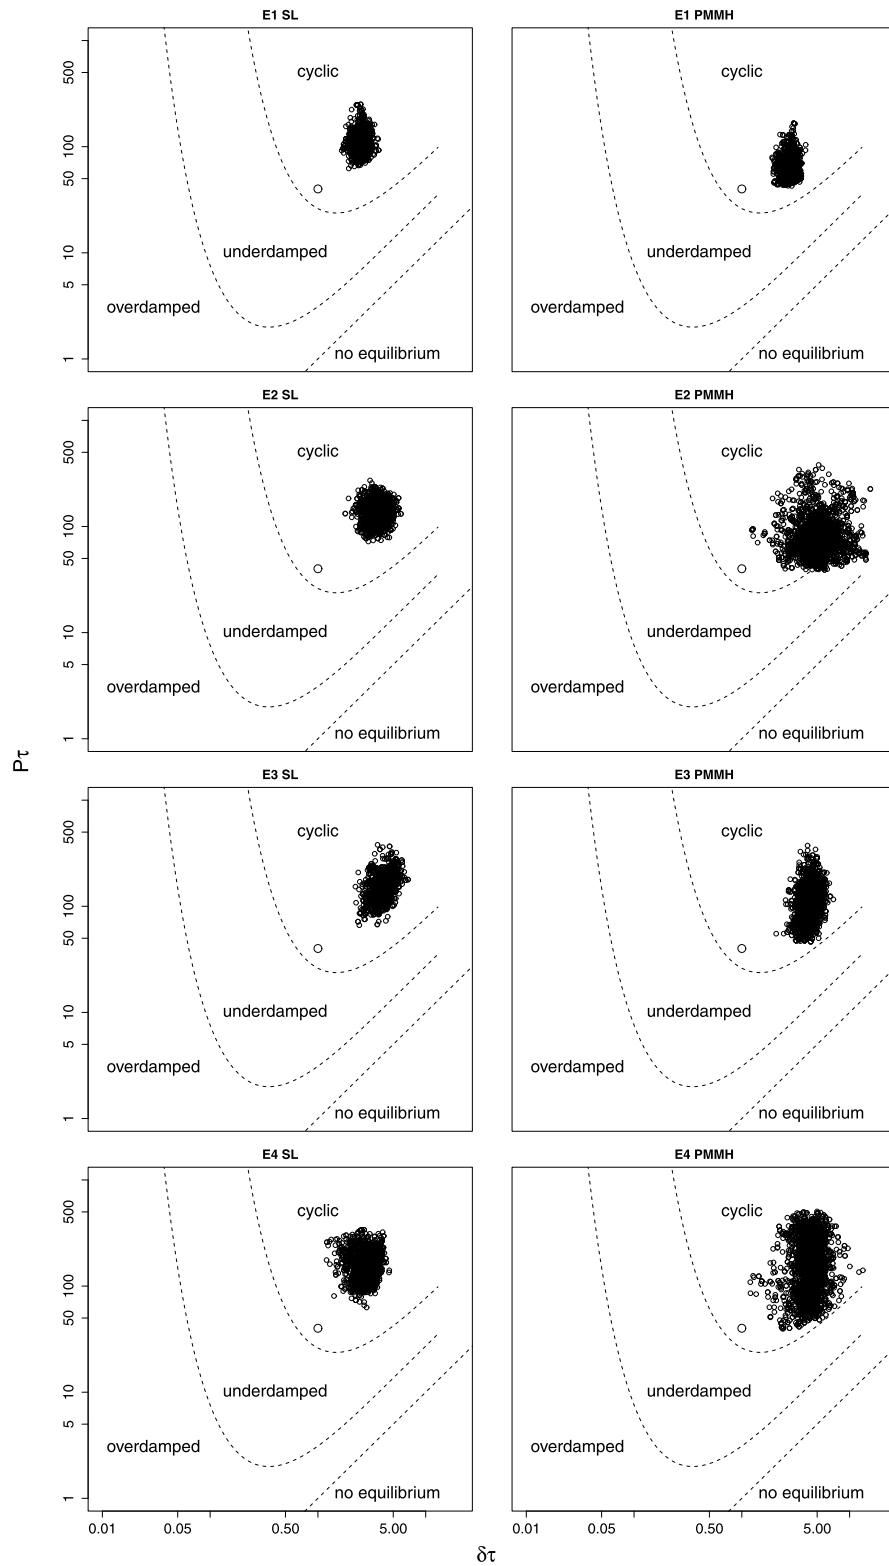 E1 SL
E1 PMMH
500
100
50
10
5
1
cyclic
underdamped
overdamped
no equilibrium
cyclic
underdamped
overdamped
no equilibrium
E2 SL
E2 PMMH
500
100
50
10
5
1
cyclic
underdamped
overdamped
no equilibrium
cyclic
underdamped
overdamped
no equilibrium
Pτ
E3 SL
E3 PMMH
500
100
50
10
5
1
cyclic
underdamped
overdamped
no equilibrium
cyclic
underdamped
overdamped
no equilibrium
E4 SL
E4 PMMH
500
100
50
10
5
1
cyclic
underdamped
overdamped
no equilibrium
cyclic
underdamped
overdamped
no equilibrium
0.01 0.05 0.50 5.00
0.01 0.05 0.50 5.00
δτ